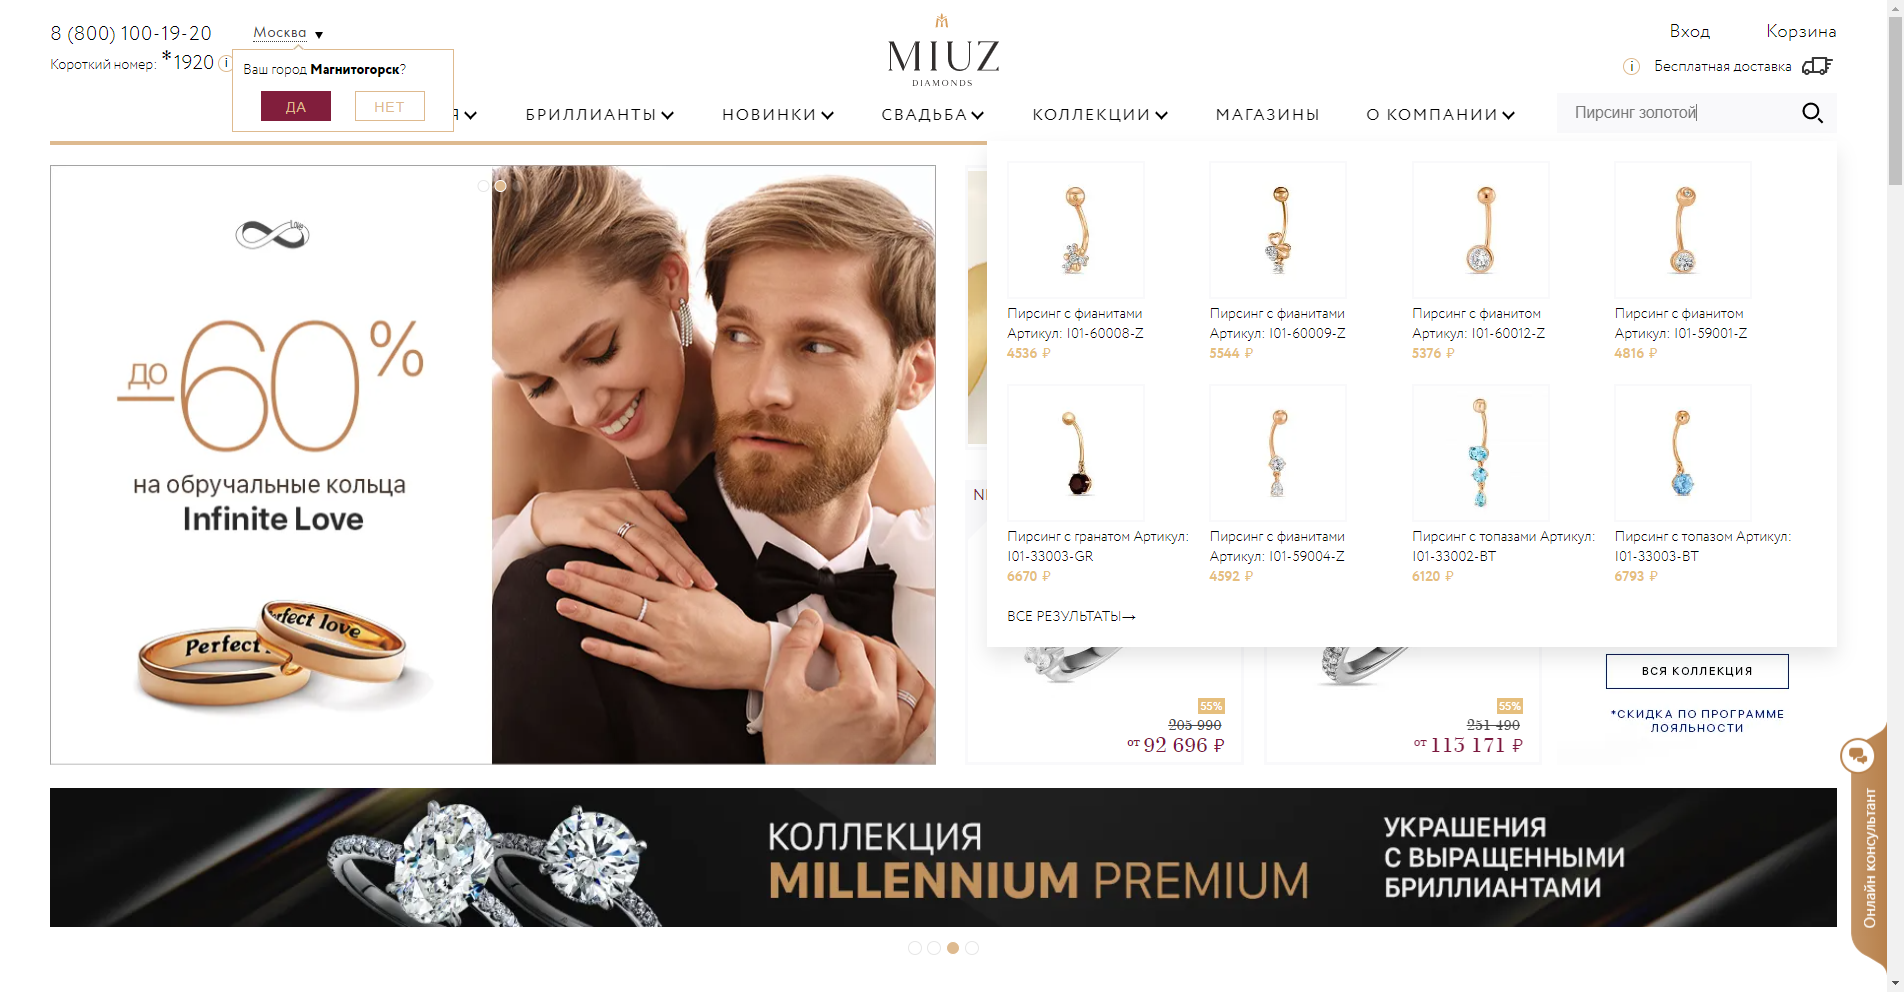 8 (800) 100-19-20
Москва ▼
Короткий номер: *1920 i
Ваш город Магнитогорск?
ДА
НЕТ
MIUZ
DIAMONDS
Вход
Корзина
i Бесплатная доставка
Я
БРИЛЛИАНТЫ
НОВИНКИ
СВАДЬБА
КОЛЛЕКЦИИ
МАГАЗИНЫ
О КОМПАНИИ
Пирсинг золотой
Love
до 60%
на обручальные кольца
Infinite Love
Perfect
rfect love
Пирсинг с фианитами
Артикул: I01-60008-Z
4536 ₽
Пирсинг с фианитами
Артикул: I01-60009-Z
5544 ₽
Пирсинг с фианитом
Артикул: I01-60012-Z
5376 ₽
Пирсинг с фианитом
Артикул: I01-59001-Z
4816 ₽
Пирсинг с гранатом Артикул:
I01-33003-GR
6670 ₽
Пирсинг с фианитами
Артикул: I01-59004-Z
4592 ₽
Пирсинг с топазами Артикул:
I01-33002-BT
6120 ₽
Пирсинг с топазом Артикул:
I01-33003-BT
6793 ₽
ВСЕ РЕЗУЛЬТАТЫ→
55%
205 990
от 92 696 ₽
55%
251 490
от 113 171 ₽
ВСЯ КОЛЛЕКЦИЯ
*СКИДКА ПО ПРОГРАММЕ
ЛОЯЛЬНОСТИ
КОЛЛЕКЦИЯ
MILLENNIUM PREMIUM
УКРАШЕНИЯ
С ВЫРАЩЕННЫМИ
БРИЛЛИАНТАМИ
Онлайн консультант